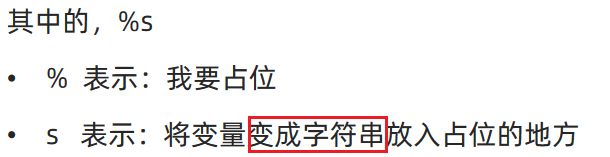 其中的，%s
• % 表示：我要占位
• s 表示：将变量变成字符串放入占位的地方